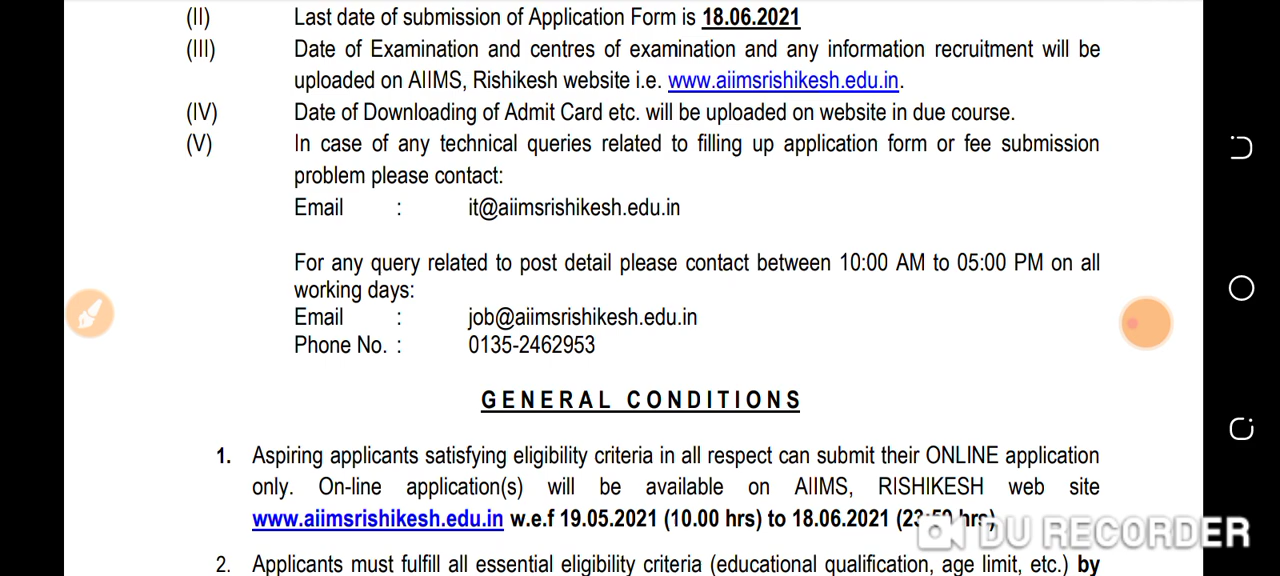 (II) Last date of submission of Application Form is 18.06.2021
(III) Date of Examination and centres of examination and any information recruitment will be
uploaded on AIIMS, Rishikesh website i.e. www.aiimsrishikesh.edu.in.
(IV) Date of Downloading of Admit Card etc. will be uploaded on website in due course.
(V) In case of any technical queries related to filling up application form or fee submission
problem please contact:
Email : it@aiimsrishikesh.edu.in
For any query related to post detail please contact between 10:00 AM to 05:00 PM on all
working days:
Email : job@aiimsrishikesh.edu.in
Phone No. : 0135-2462953
GENERAL CONDITIONS
1. Aspiring applicants satisfying eligibility criteria in all respect can submit their ONLINE application
only. On-line application(s) will be available on AIIMS, RISHIKESH web site
www.aiimsrishikesh.edu.in w.e.f 19.05.2021 (10.00 hrs) to 18.06.2021 (23:59 hrs)
DU RECORDER
2. Applicants must fulfill all essential eligibility criteria (educational qualification, age limit, etc.) by